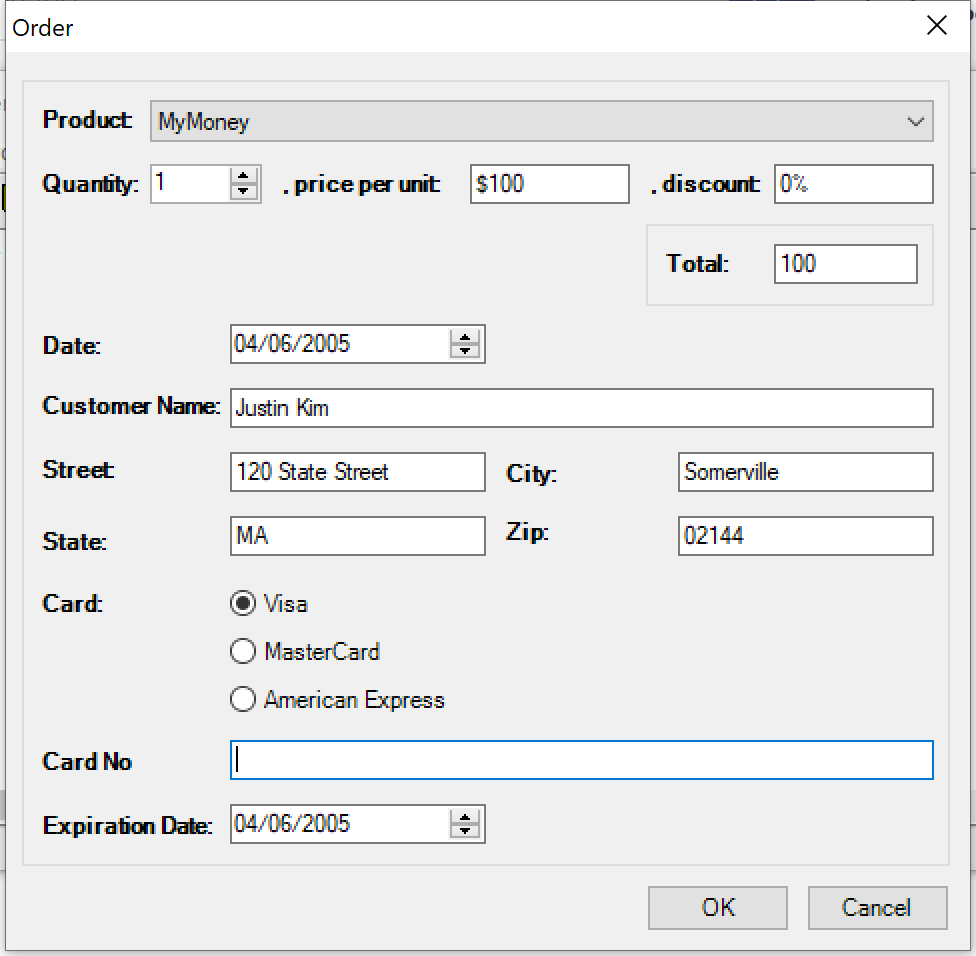 Order
Product: MyMoney
Quantity: 1 . price per unit: $100 . discount: 0%
Total: 100
Date: 04/06/2005
Customer Name: Justin Kim
Street: 120 State Street City: Somerville
State: MA Zip: 02144
Card: Visa
MasterCard
American Express
Card No
Expiration Date: 04/06/2005
OK Cancel